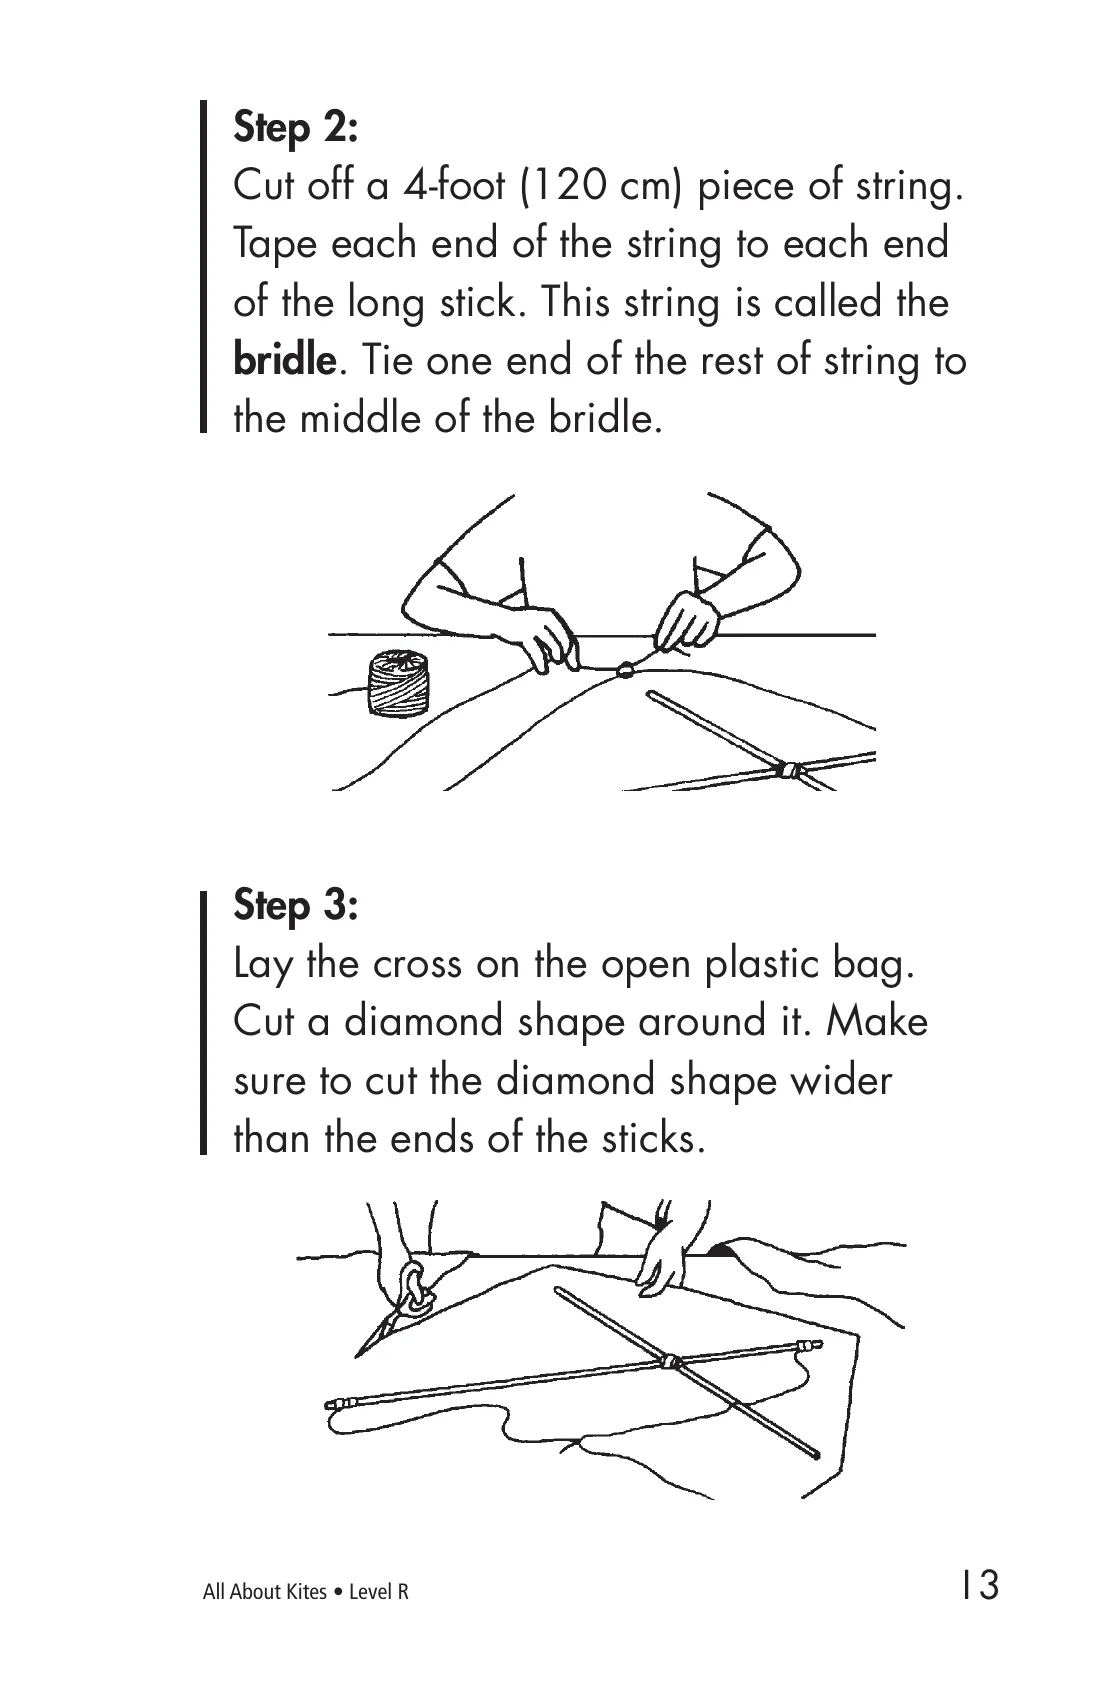 Step 2:
Cut off a 4-foot (120 cm) piece of string.
Tape each end of the string to each end
of the long stick. This string is called the
bridle. Tie one end of the rest of string to
the middle of the bridle.
Step 3:
Lay the cross on the open plastic bag.
Cut a diamond shape around it. Make
sure to cut the diamond shape wider
than the ends of the sticks.
All About Kites • Level R
13